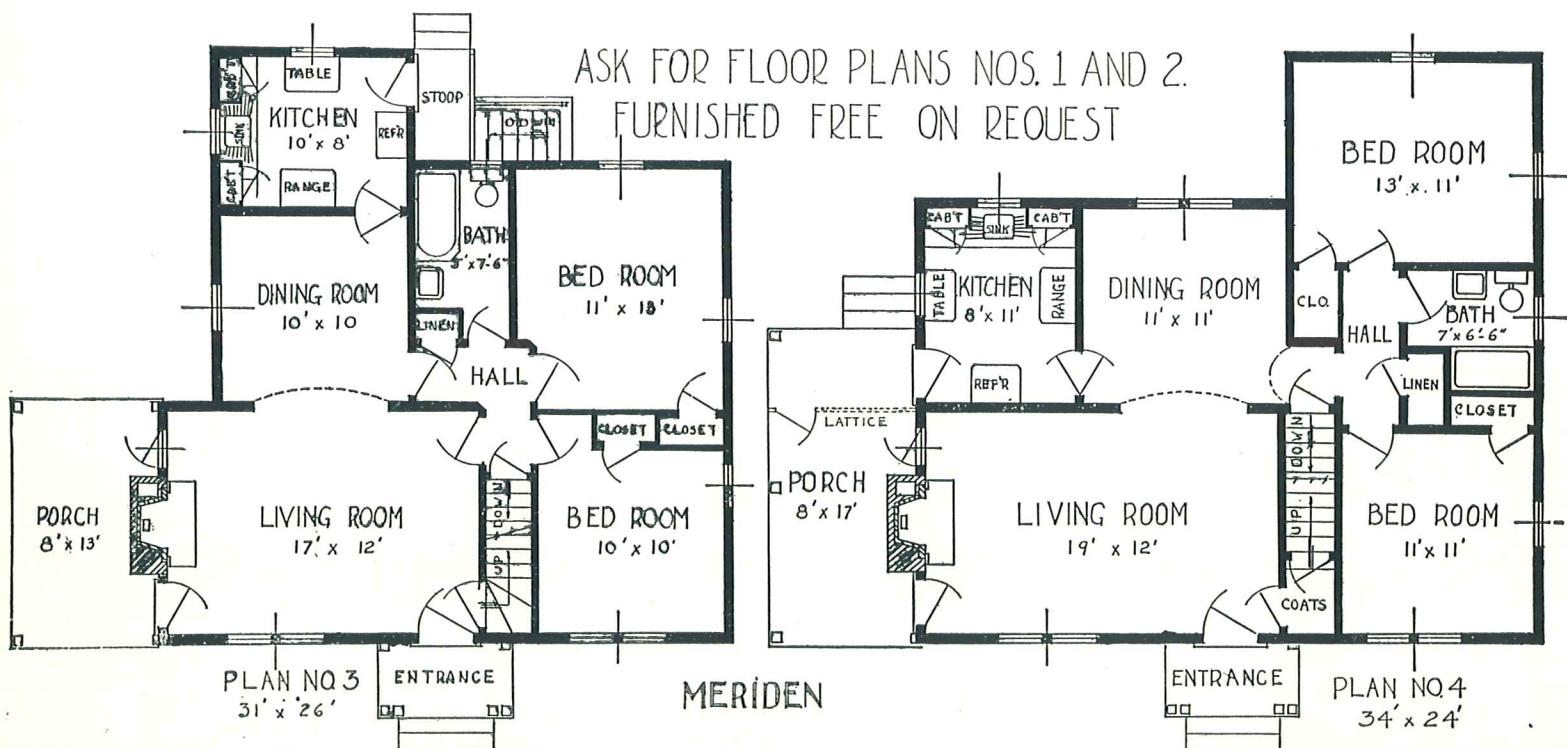 ASK FOR FLOOR PLANS NOS. 1 AND 2.
FURNISHED FREE ON REQUEST
CAB'T
TABLE
KITCHEN
10' x 8'
SINK
REF'R
CAB'T
RANGE
STOOP
DOWN
DINING ROOM
10' x 10
BATH
5' x 7'-6"
LINEN
BED ROOM
11' x 13'
HALL
CLOSET
CLOSET
PORCH
8' x 13'
LIVING ROOM
17' x 12'
DOWN
UP
BED ROOM
10' x 10'
ENTRANCE
PLAN NO. 3
31' x 26'
MERIDEN
BED ROOM
13' x 11'
CAB'T
SINK
CAB'T
TABLE
KITCHEN
8' x 11'
RANGE
REF'R
DINING ROOM
11' x 11'
CLO.
HALL
BATH
7' x 6'-6"
LINEN
CLOSET
LATTICE
PORCH
8' x 17'
LIVING ROOM
19' x 12'
DOWN
UP.
COATS
BED ROOM
11' x 11'
ENTRANCE
PLAN NO. 4
34' x 24'